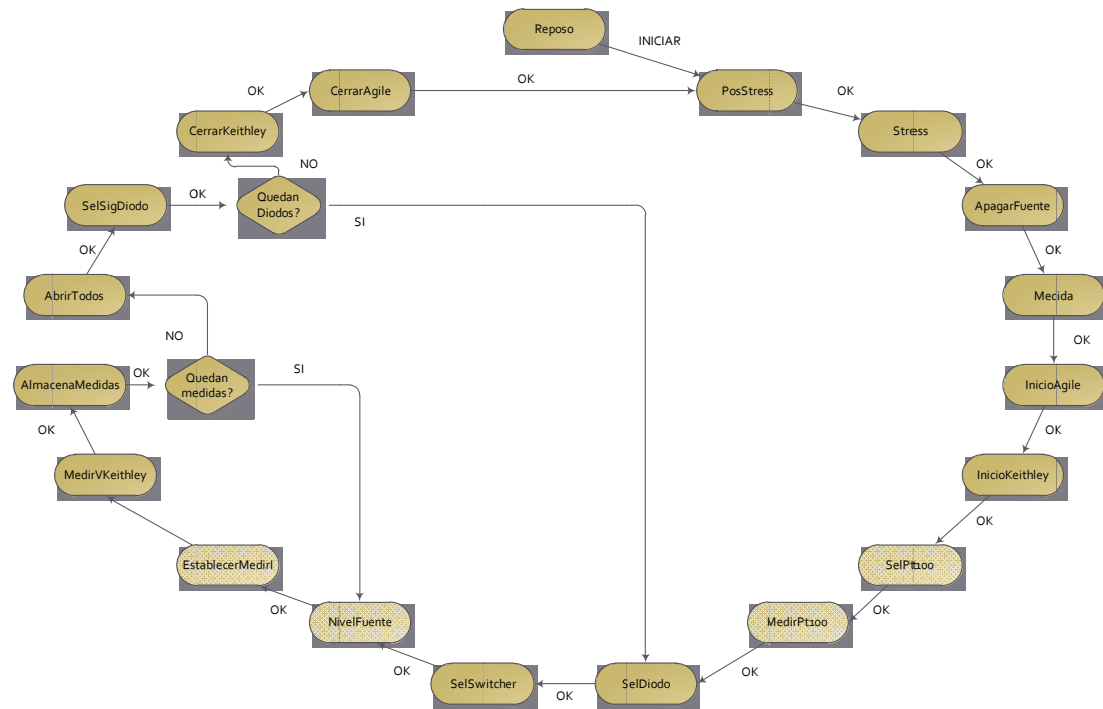 Reposo
INICIAR
PosStress
OK
Stress
OK
ApagarFuente
OK
Mecida
OK
InicioAgile
OK
InicioKeithley
OK
SelPt100
OK
MedirPt100
OK
SelDiodo
OK
SelSwitcher
OK
NivelFuente
OK
EstablecerMedirI
MedirVKeithley
OK
AlmacenaMedidas
OK
Quedan
medidas?
SI
NO
AbrirTodos
OK
SelSigDiodo
OK
Quedan
Diodos?
SI
NO
CerrarKeithley
OK
CerrarAgile
OK